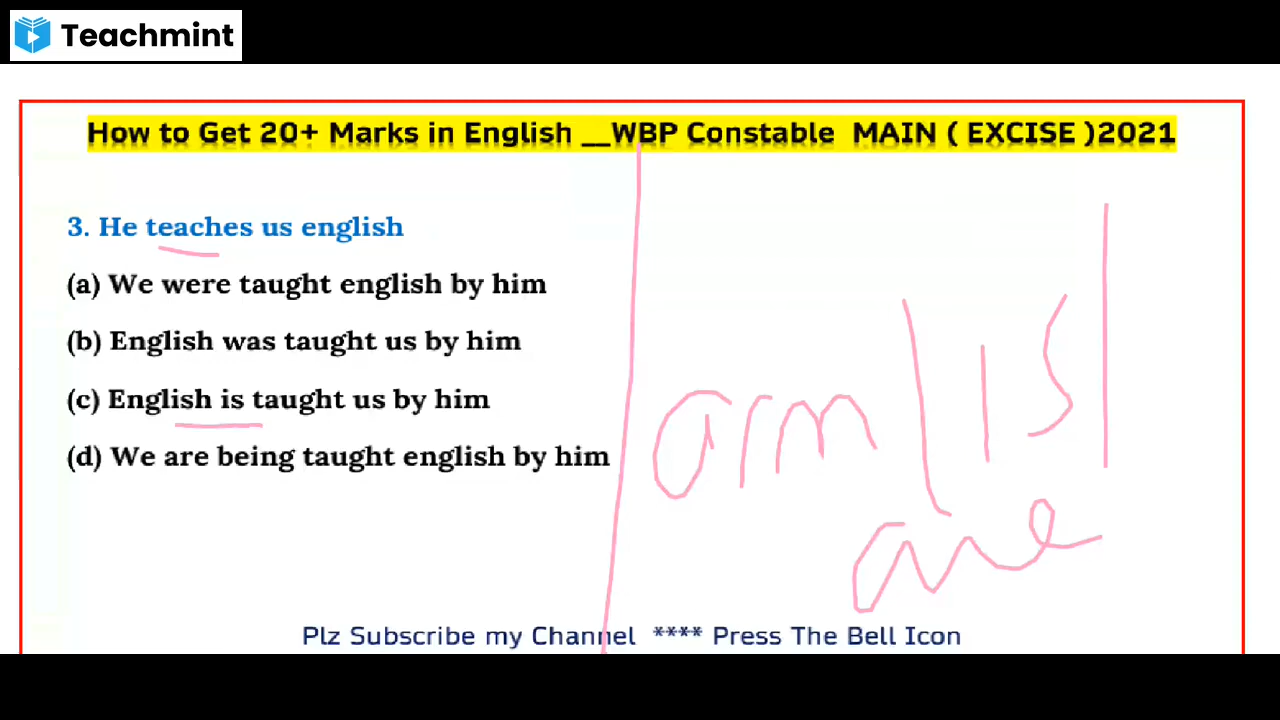 Teachmint
How to Get 20+ Marks in English __WBP Constable MAIN ( EXCISE )2021
3. He teaches us english
(a) We were taught english by him
(b) English was taught us by him
(c) English is taught us by him
(d) We are being taught english by him
am | is |
are
Plz Subscribe my Channel **** Press The Bell Icon